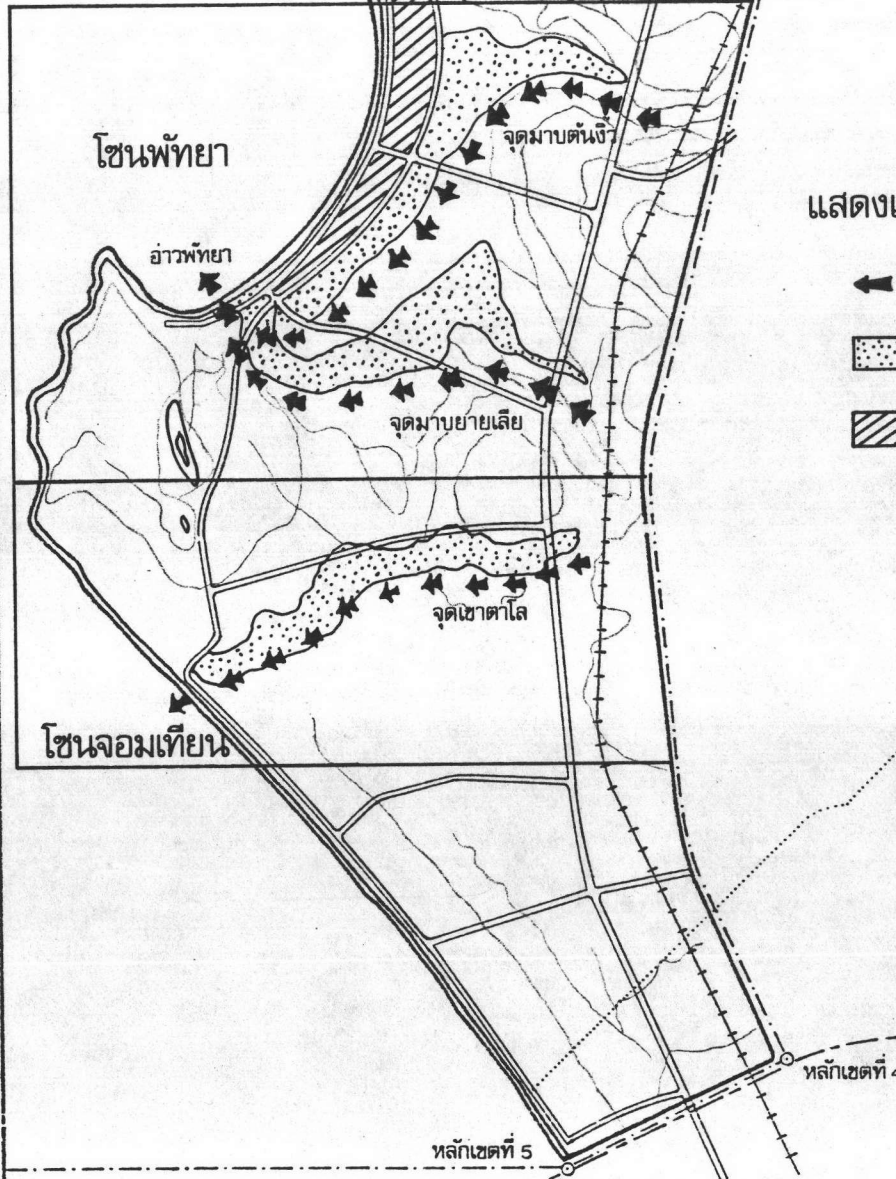 จุดมาบตันงิ้ว
โซนพัทยา
แสดง
อ่าวพัทยา
จุดมาบยายเลีย
จุดเขาตาโล
โซนจอมเทียน
หลักเขตที่ 4
หลักเขตที่ 5